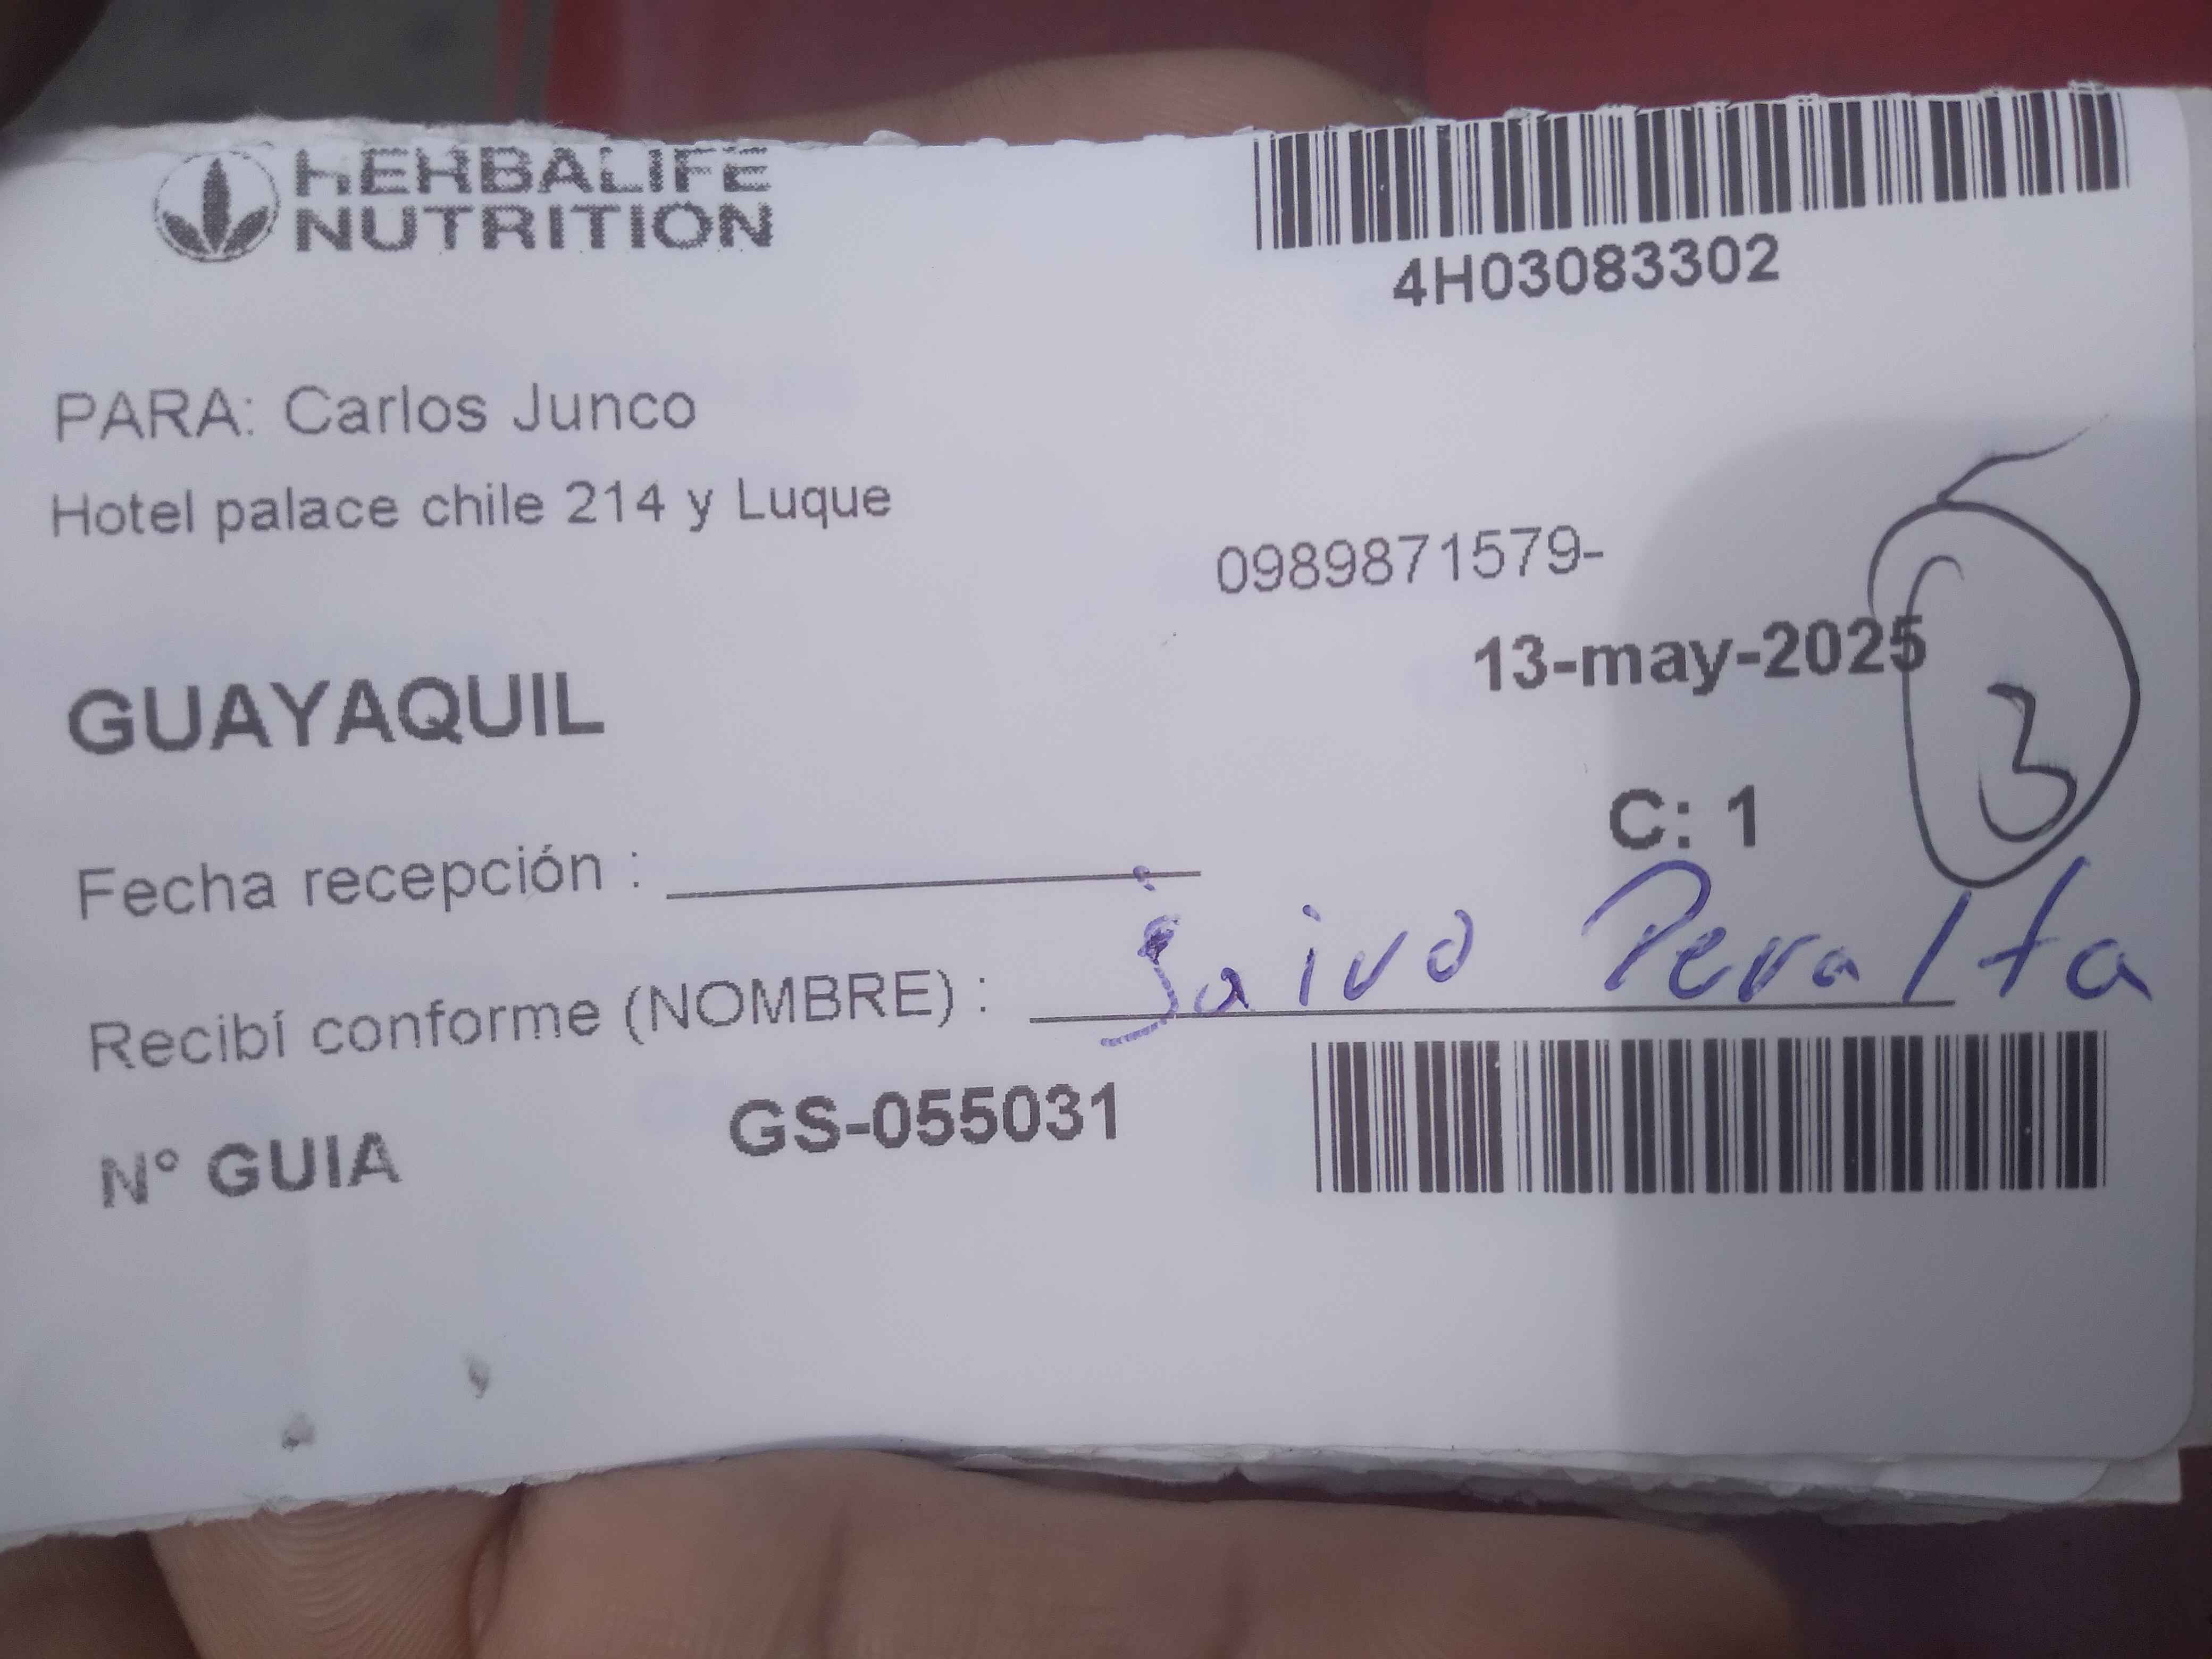 HERBALIFE
NUTRITION
4H03083302
PARA: Carlos Junco
Hotel palace chile 214 y Luque
0989871579-
13-may-2025
GUAYAQUIL
3
C: 1
Fecha recepción :
Recibí conforme (NOMBRE) : Jairo Peralta
N° GUIA GS-055031